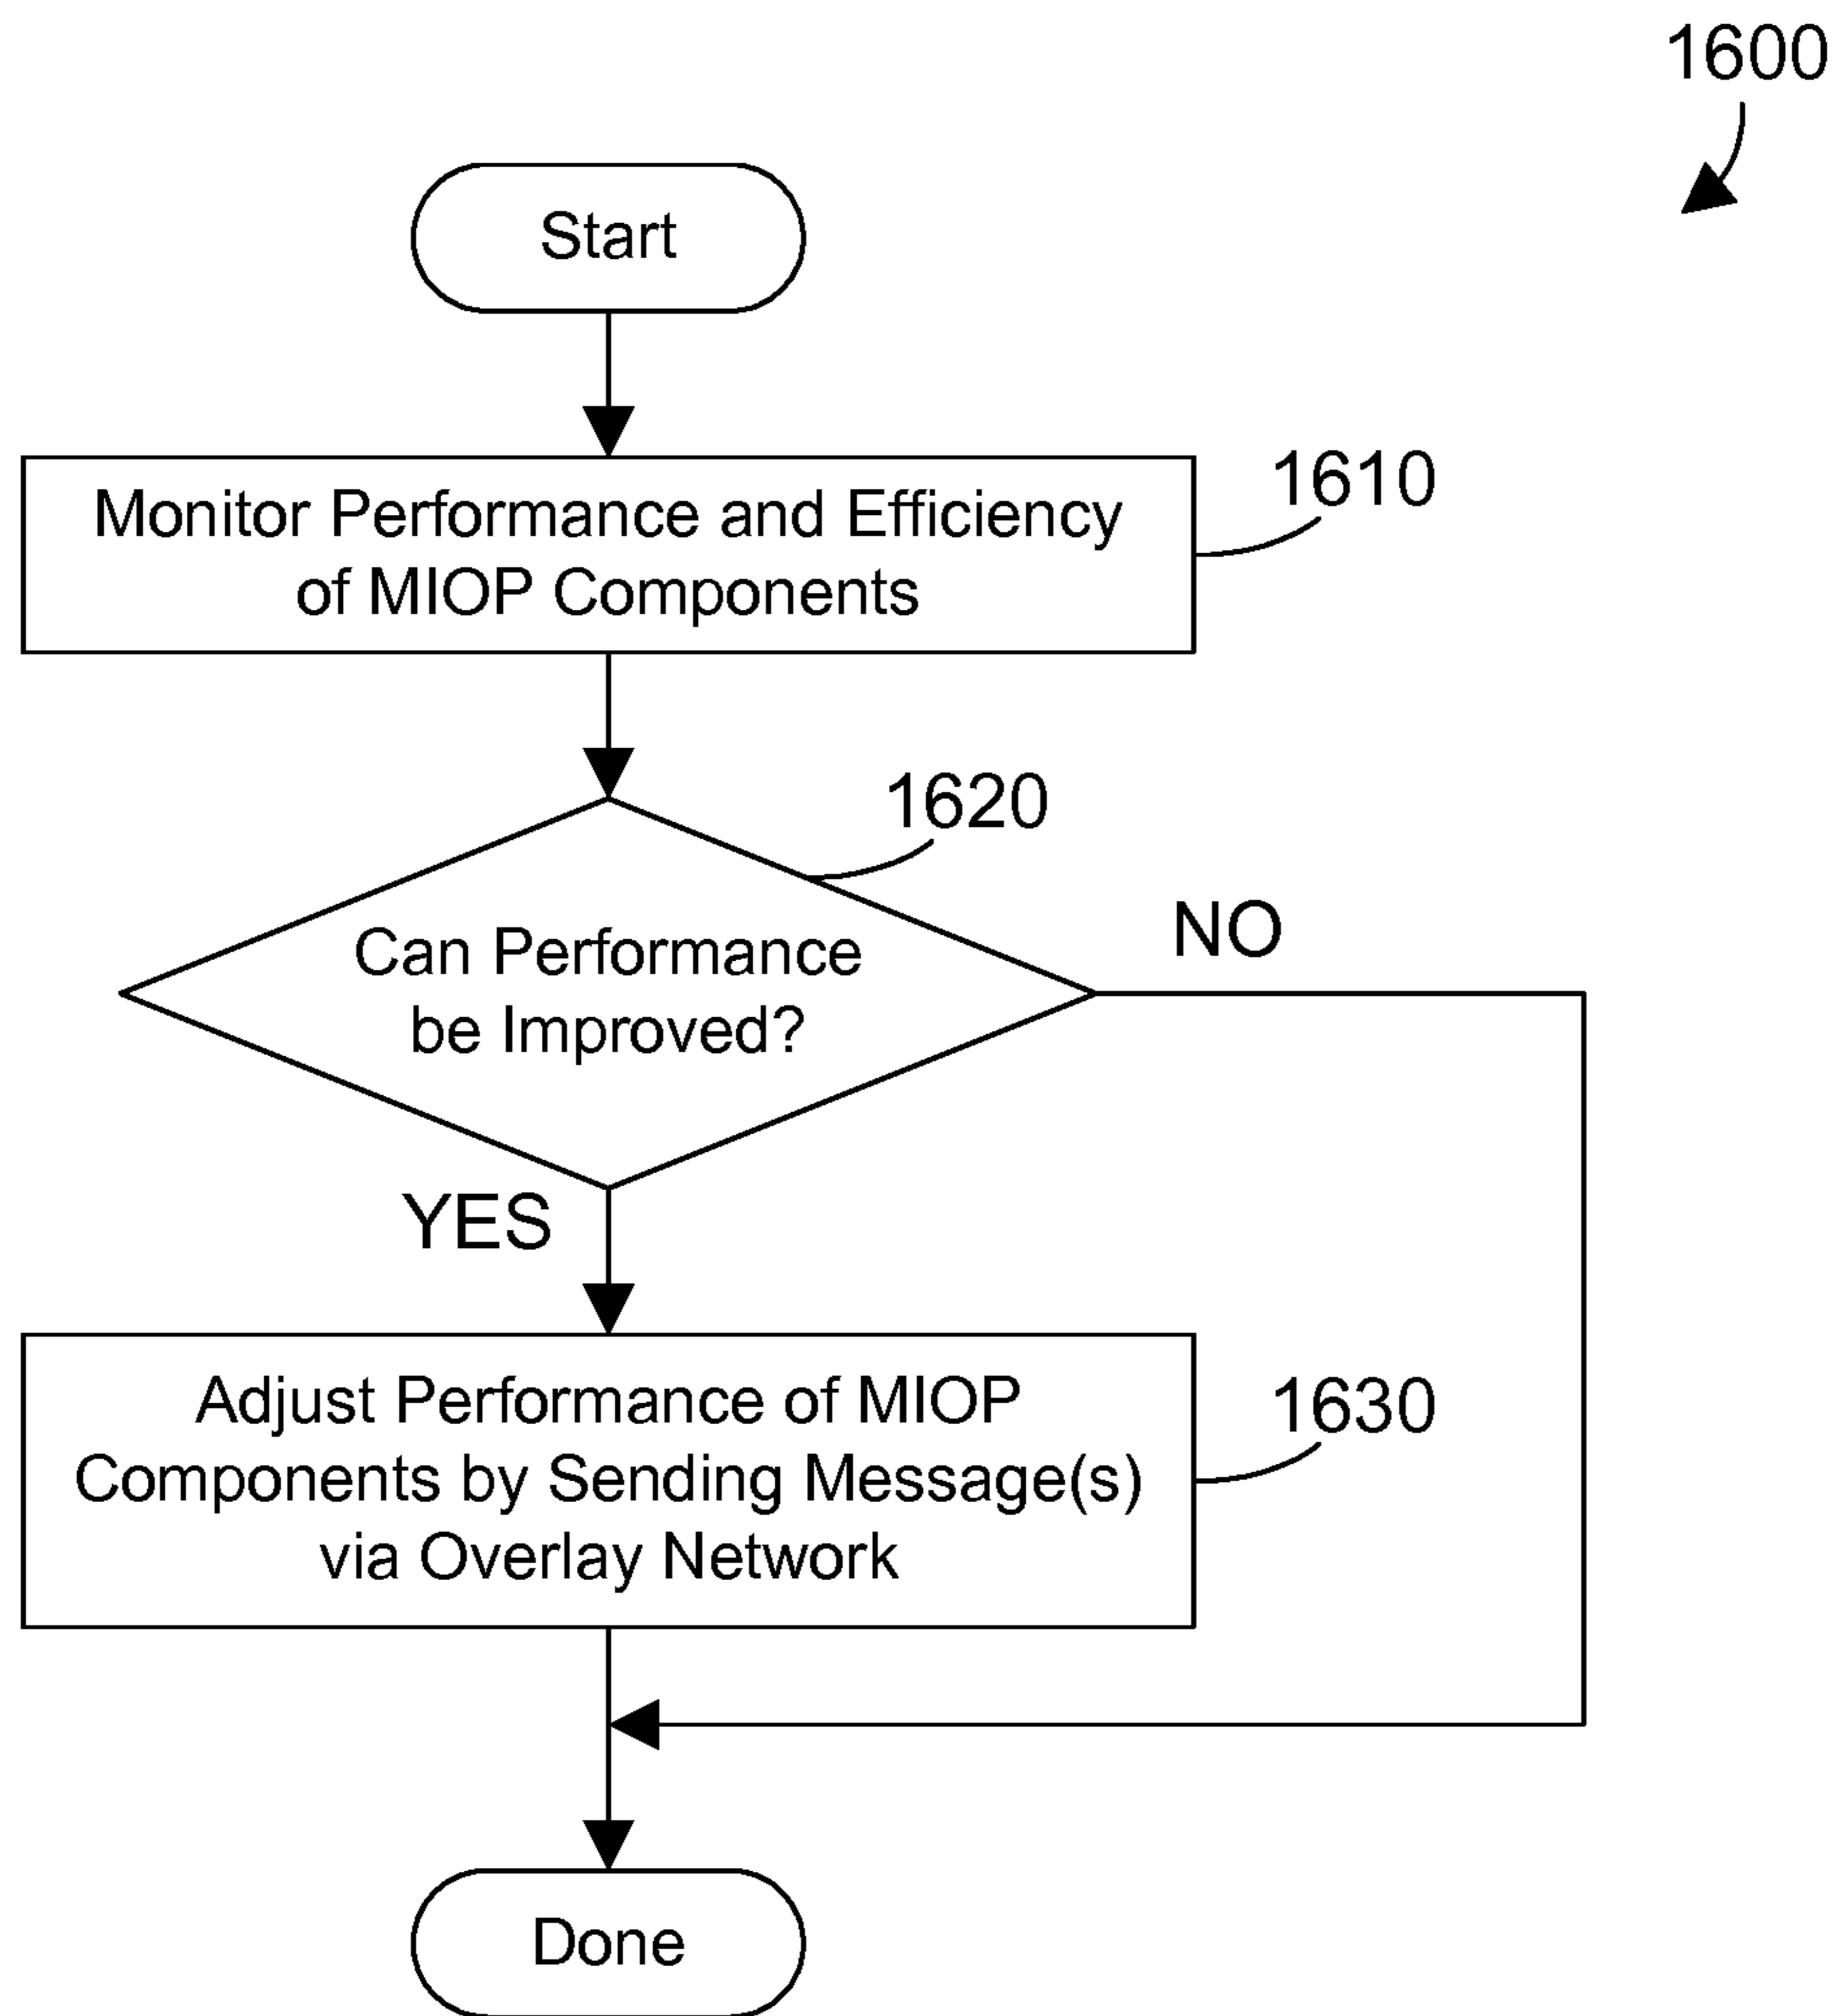 1600
Start
Monitor Performance and Efficiency
of MIOP Components
1610
1620
Can Performance
be Improved?
NO
YES
Adjust Performance of MIOP
Components by Sending Message(s)
via Overlay Network
1630
Done